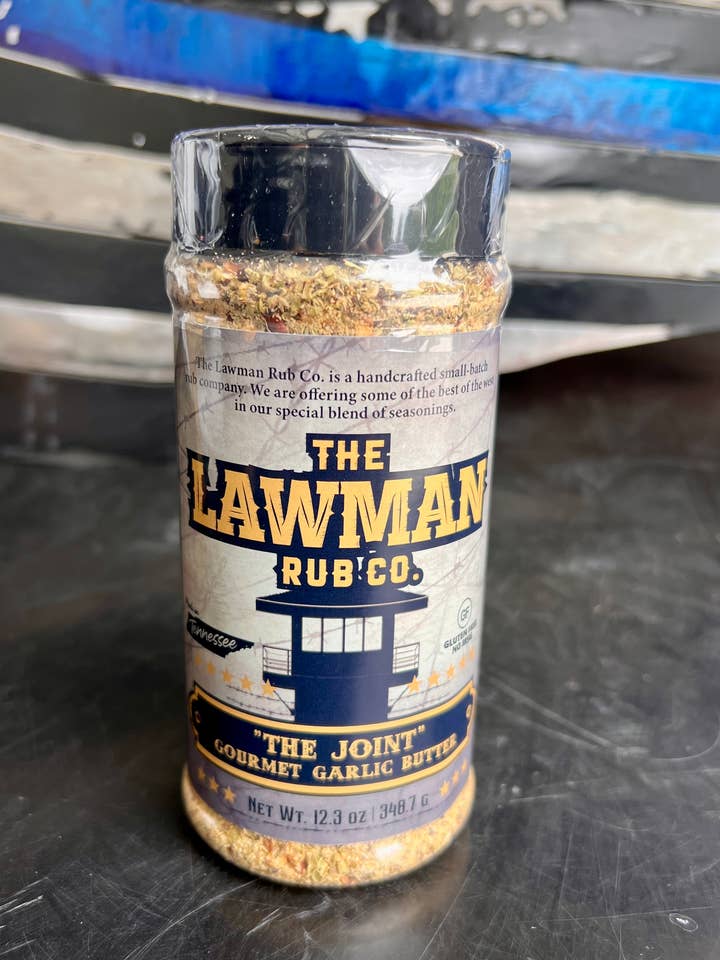 The Lawman Rub Co. is a handcrafted small-batch
rub company. We are offering some of the best of the west
in our special blend of seasonings.
THE
LAWMAN
RUB CO.
Tennessee
GF
GLUTEN FREE
NO MSG
"THE JOINT"
GOURMET GARLIC BUTTER
NET WT. 12.3 OZ | 348.7 G